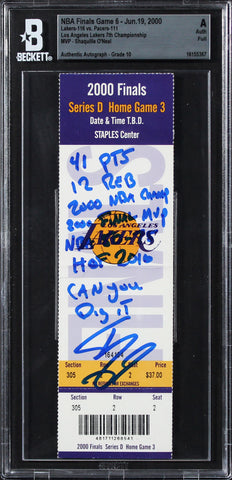 BECKETT
NBA Finals Game 6 - Jun.19, 2000
Lakers-116 vs. Pacers-111
Los Angeles Lakers 7th Championship
MVP - Shaquille O'Neal
Authentic Autograph - Grade 10
A
Auth
Full
16155367
2000 Finals
Series D Home Game 3
Date & Time T.B.D.
STAPLES Center
41 PTS
12 REB
2000 NBA CHAMP
2000 FINAL MVP
HOF 2016
CAN YOU
Dig iT
LOS ANGELES
Section Row Seat Price
305 2 2 $37.00
Section Row Seat
305 2 2
2000 Finals Series D Home Game 3